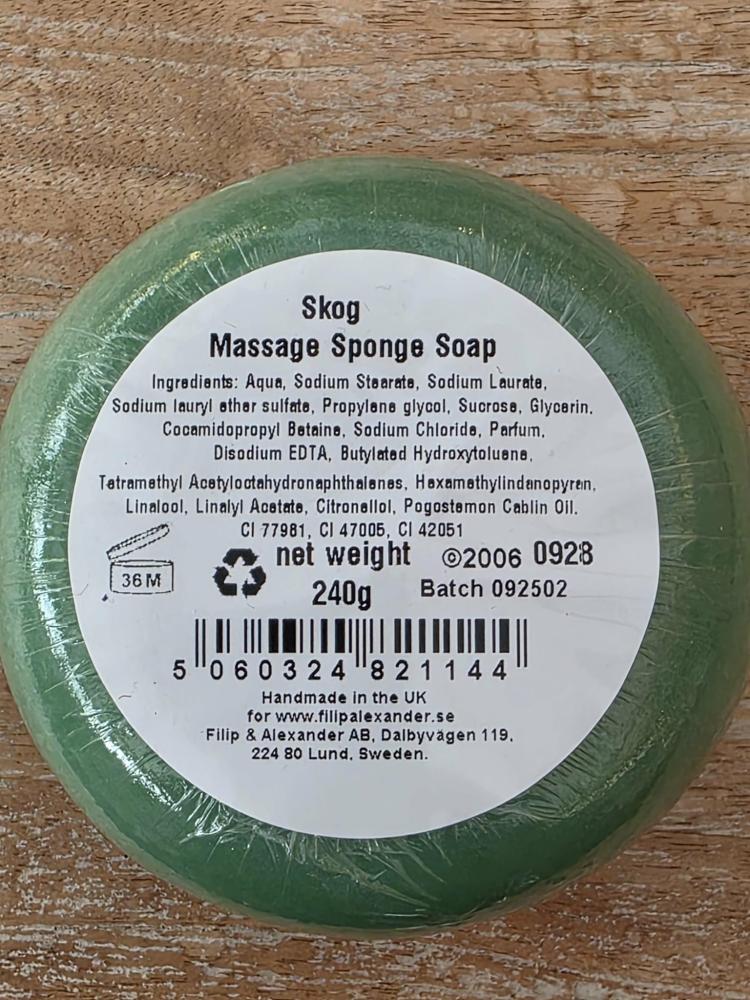 Skog
Massage Sponge Soap
Ingredients: Aqua, Sodium Stearate, Sodium Laurate,
Sodium lauryl ether sulfate, Propylene glycol, Sucrose, Glycerin,
Cocamidopropyl Betaine, Sodium Chloride, Parfum,
Disodium EDTA, Butylated Hydroxytoluene,
Tetramethyl Acetyloctahydronaphthalenes, Hexamethylindanopyran,
Linalool, Linalyl Acetate, Citronellol, Pogostemon Cablin Oil.
CI 77981, CI 47005, CI 42051
36M
net weight
240g
©2006 0928
Batch 092502
5 060324 821144
Handmade in the UK
for www.filipalexander.se
Filip & Alexander AB, Dalbyvägen 119,
224 80 Lund, Sweden.